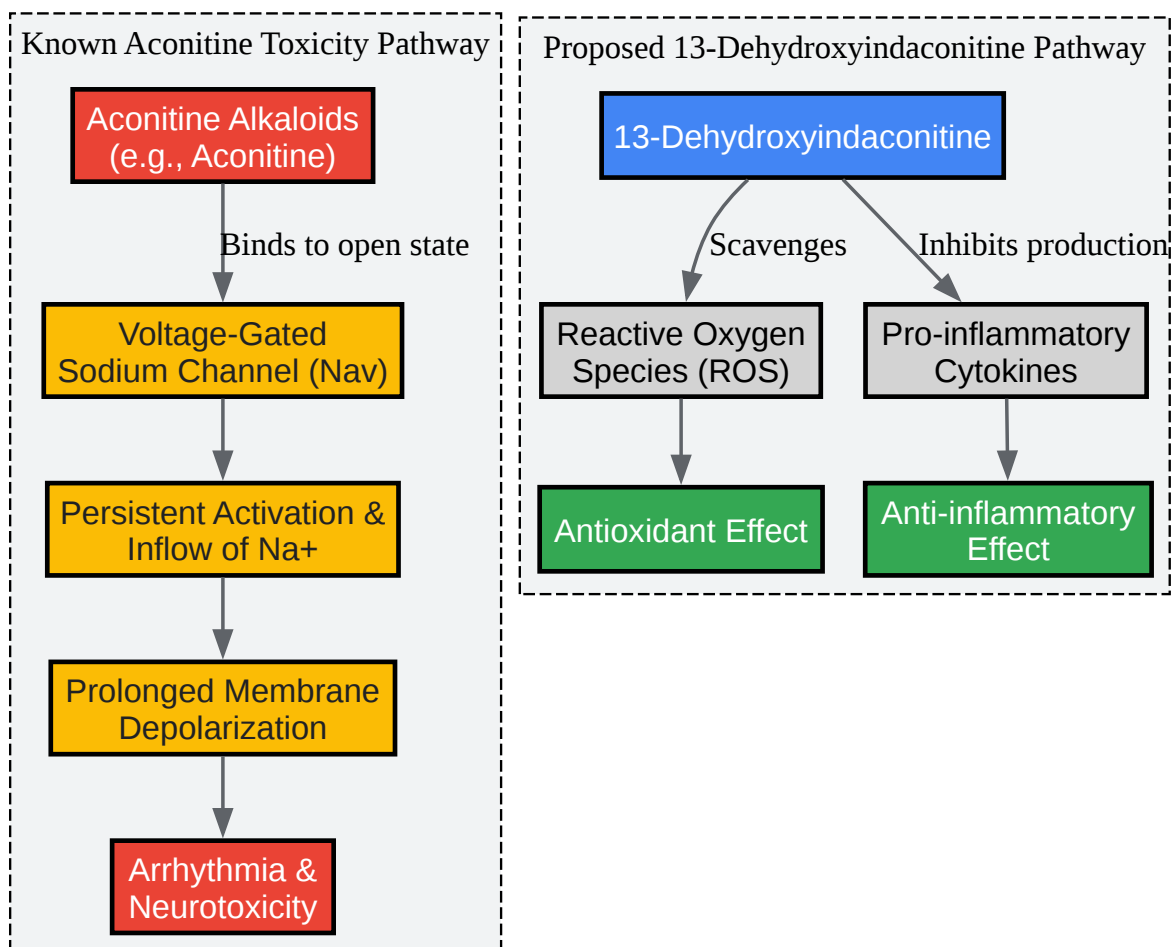 Known Aconitine Toxicity Pathway
Aconitine Alkaloids
(e.g., Aconitine)
Binds to open state
Voltage-Gated
Sodium Channel (Nav)
Persistent Activation &
Inflow of Na+
Prolonged Membrane
Depolarization
Arrhythmia &
Neurotoxicity
Proposed 13-Dehydroxyindaconitine Pathway
13-Dehydroxyindaconitine
Scavenges
Inhibits production
Reactive Oxygen
Species (ROS)
Pro-inflammatory
Cytokines
Antioxidant Effect
Anti-inflammatory
Effect